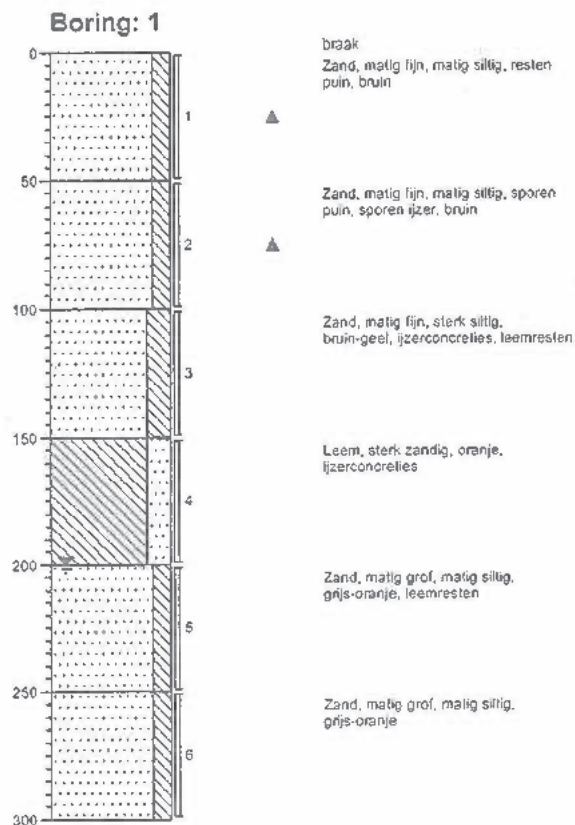 Boring: 1
0
braak
Zand, matig fijn, matig siltig, resten
puin, bruin
1
50
Zand, matig fijn, matig siltig, sporen
puin, sporen ijzer, bruin
2
100
Zand, matig fijn, sterk siltig,
bruin-geel, ijzerconcreties, leemresten
3
150
Leem, sterk zandig, oranje,
ijzerconcreties
4
200
Zand, matig grof, matig siltig,
grijs-oranje, leemresten
5
250
Zand, matig grof, matig siltig,
grijs-oranje
6
300